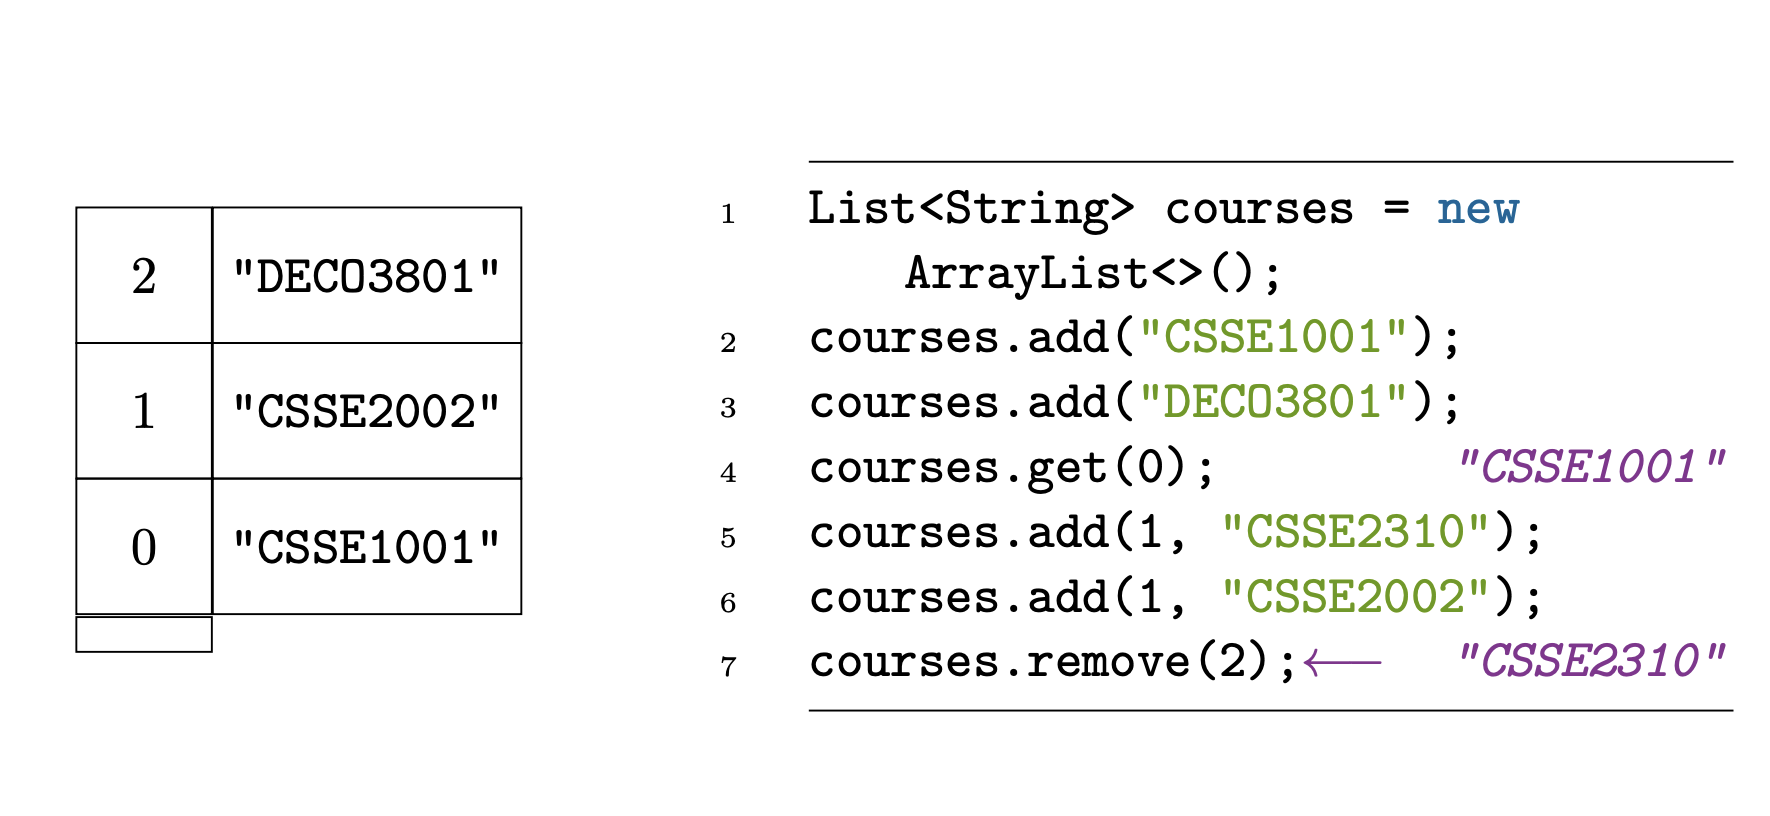 2 "DECO3801"
1 "CSSE2002"
0 "CSSE1001"
1 List<String> courses = new
ArrayList<>();
2 courses.add("CSSE1001");
3 courses.add("DECO3801");
4 courses.get(0); "CSSE1001"
5 courses.add(1, "CSSE2310");
6 courses.add(1, "CSSE2002");
7 courses.remove(2);← "CSSE2310"